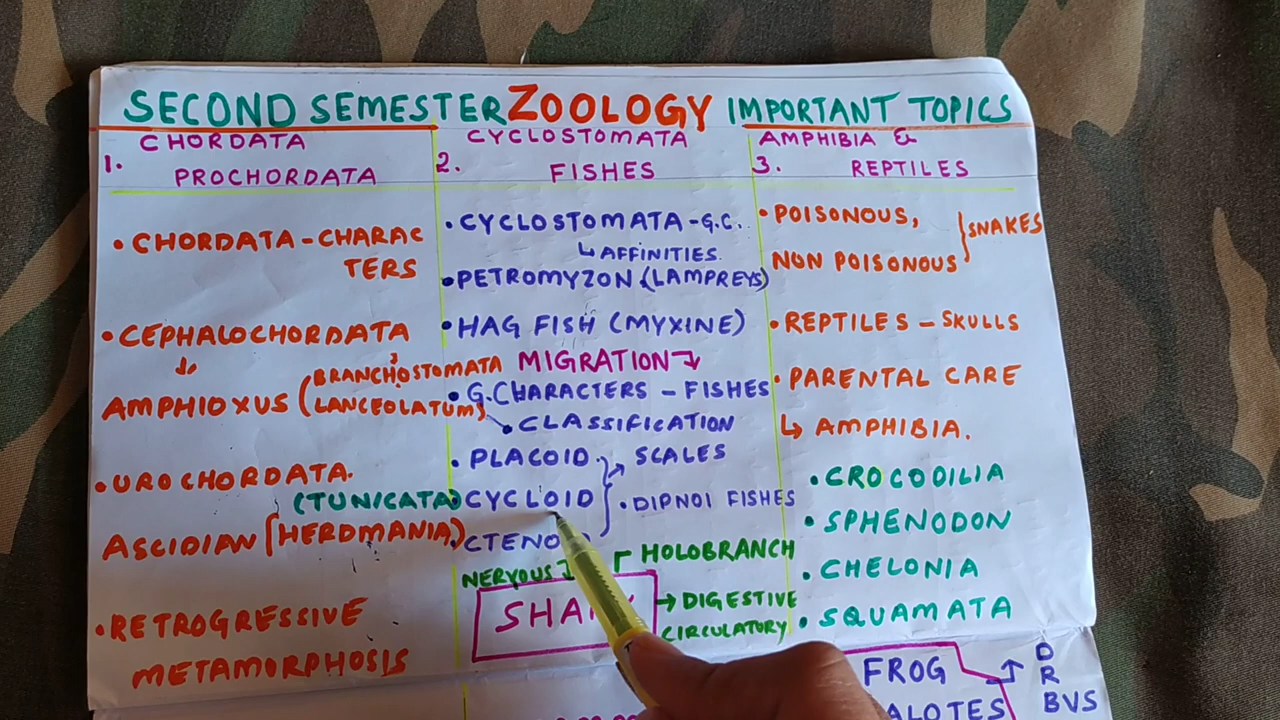 SECOND SEMESTER ZOOLOGY IMPORTANT TOPICS
1. CHORDATA
PROCHORDATA
• CHORDATA - CHARAC
TERS
• CEPHALOCHORDATA
AMPHIOXUS (BRANCHIOSTOMATA
LANCEOLATUM)
• UROCHORDATA.
(TUNICATA)
ASCIDIAN [HERDMANIA)
• RETROGRESSIVE
METAMORPHOSIS
2. CYCLOSTOMATA
FISHES
• CYCLOSTOMATA - G.C.
↳ AFFINITIES.
• PETROMYZON (LAMPREYS)
• HAG FISH (MYXINE)
MIGRATION
• G. CHARACTERS - FISHES
• CLASSIFICATION
• PLACOID. → SCALES
• CYCLOID • DIPNOI FISHES
• CTENO
NERVOUS HOLOBRANCH
SHA → DIGESTIVE
CIRCULATORY
3. AMPHIBIA &
REPTILES
• POISONOUS,
NON POISONOUS } SNAKES
• REPTILES - SKULLS
• PARENTAL CARE
↳ AMPHIBIA.
• CROCODILIA
• SPHENODON
• CHELONIA
• SQUAMATA
FROG
ALOTES
D
R
BVS